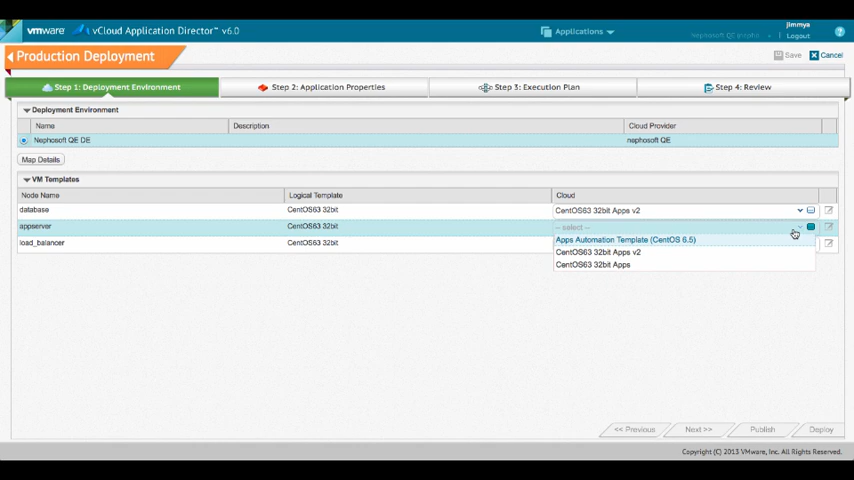 vmware® vCloud Application Director™ v6.0
Applications
jimmya
Logout
Production Deployment
Save
Cancel
Step 1: Deployment Environment
Step 2: Application Properties
Step 3: Execution Plan
Step 4: Review
Deployment Environment
Name Description Cloud Provider
Nephosoft QE DE nephosoft QE
Map Details
VM Templates
Node Name Logical Template Cloud
database CentOS63 32bit CentOS63 32bit Apps v2
appserver CentOS63 32bit -- select --
load_balancer CentOS63 32bit
Apps Automation Template (CentOS 6.5)
CentOS63 32bit Apps v2
CentOS63 32bit Apps
<< Previous
Next >>
Publish
Deploy
Copyright (C) 2013 VMware, Inc. All Rights Reserved.